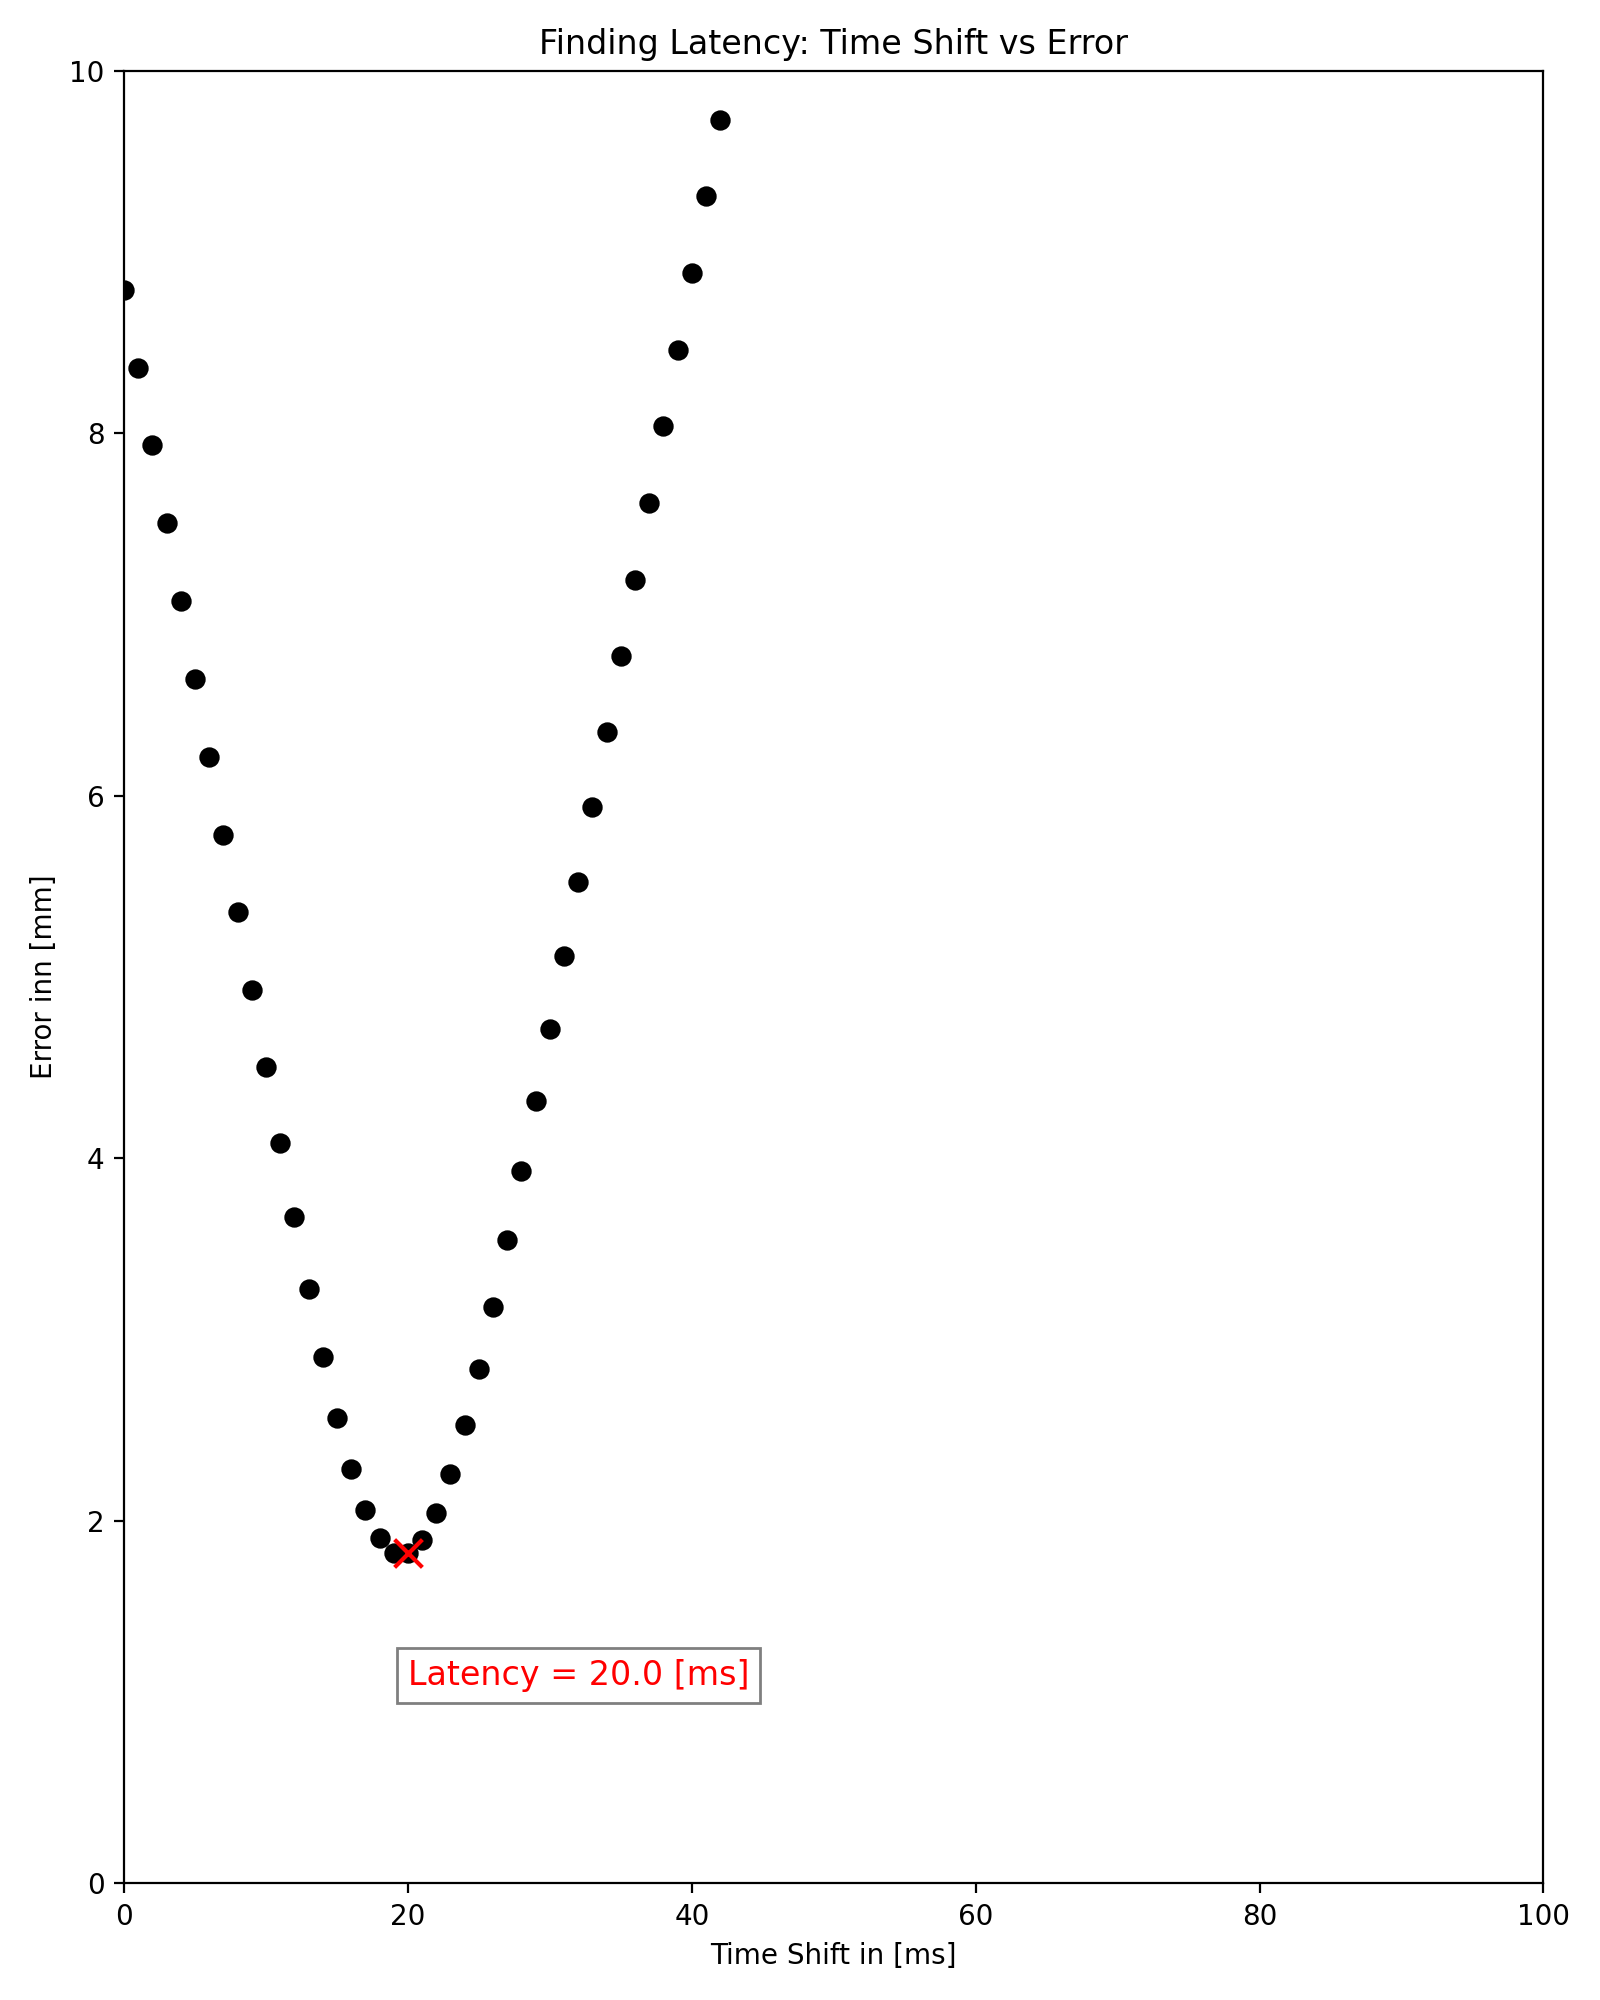 Finding Latency: Time Shift vs Error
10
8
6
4
2
0
Error inn [mm]
Latency = 20.0 [ms]
0 20 40 60 80 100
Time Shift in [ms]